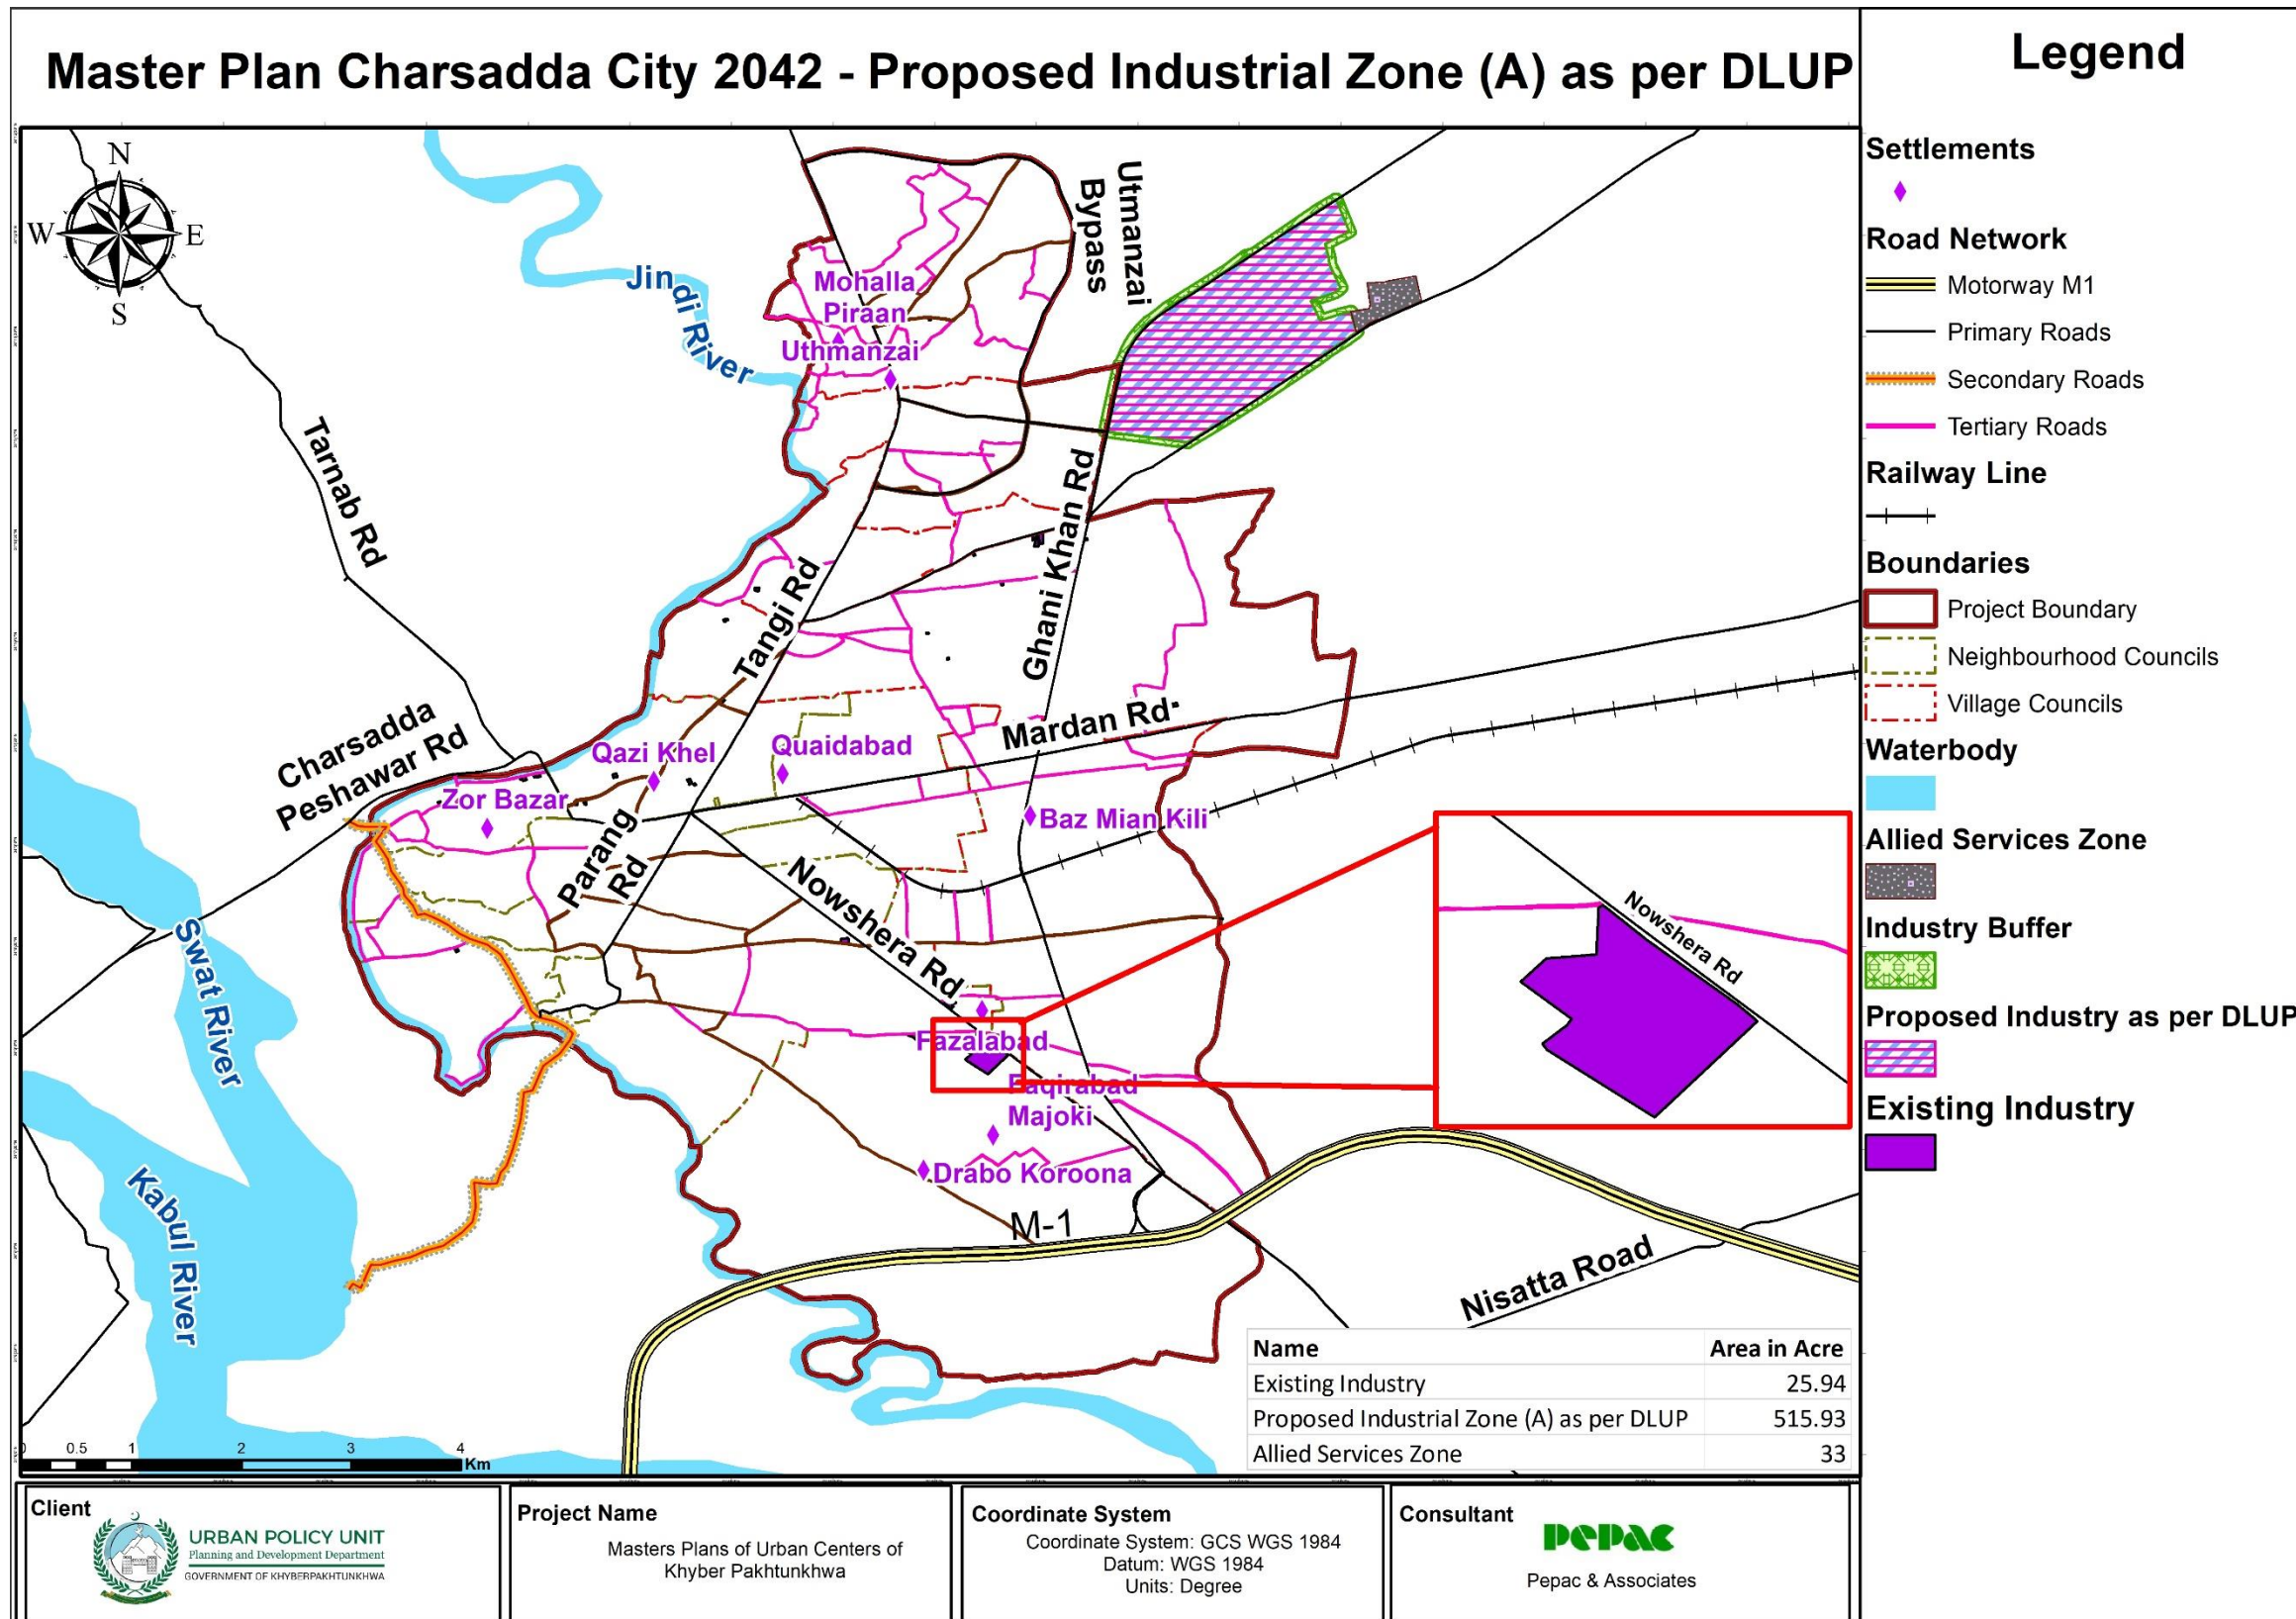 Master Plan Charsadda City 2042 - Proposed Industrial Zone (A) as per DLUP
N
W
E
S
Jindi River
Utmanzai
Bypass
Mohalla
Piraan
Uthmanzai
Tarnab Rd
Ghani Khan Rd
Tangi Rd
Charsadda
Peshawar Rd
Mardan Rd
Qazi Khel
Quaidabad
Zor Bazar
Baz Mian Kili
Parang
Rd
Nowshera Rd
Nowshera Rd
Swat River
Fazalabad
Faqirabad
Majoki
Drabo Koroona
M-1
Kabul River
Nisatta Road
Name Area in Acre
Existing Industry 25.94
Proposed Industrial Zone (A) as per DLUP 515.93
Allied Services Zone 33
0 0.5 1 2 3 4
Km
Legend
Settlements
Road Network
Motorway M1
Primary Roads
Secondary Roads
Tertiary Roads
Railway Line
Boundaries
Project Boundary
Neighbourhood Councils
Village Councils
Waterbody
Allied Services Zone
Industry Buffer
Proposed Industry as per DLUP
Existing Industry
Client
URBAN POLICY UNIT
Planning and Development Department
GOVERNMENT OF KHYBERPAKHTUNKHWA
Project Name
Masters Plans of Urban Centers of
Khyber Pakhtunkhwa
Coordinate System
Coordinate System: GCS WGS 1984
Datum: WGS 1984
Units: Degree
Consultant
pepac
Pepac & Associates